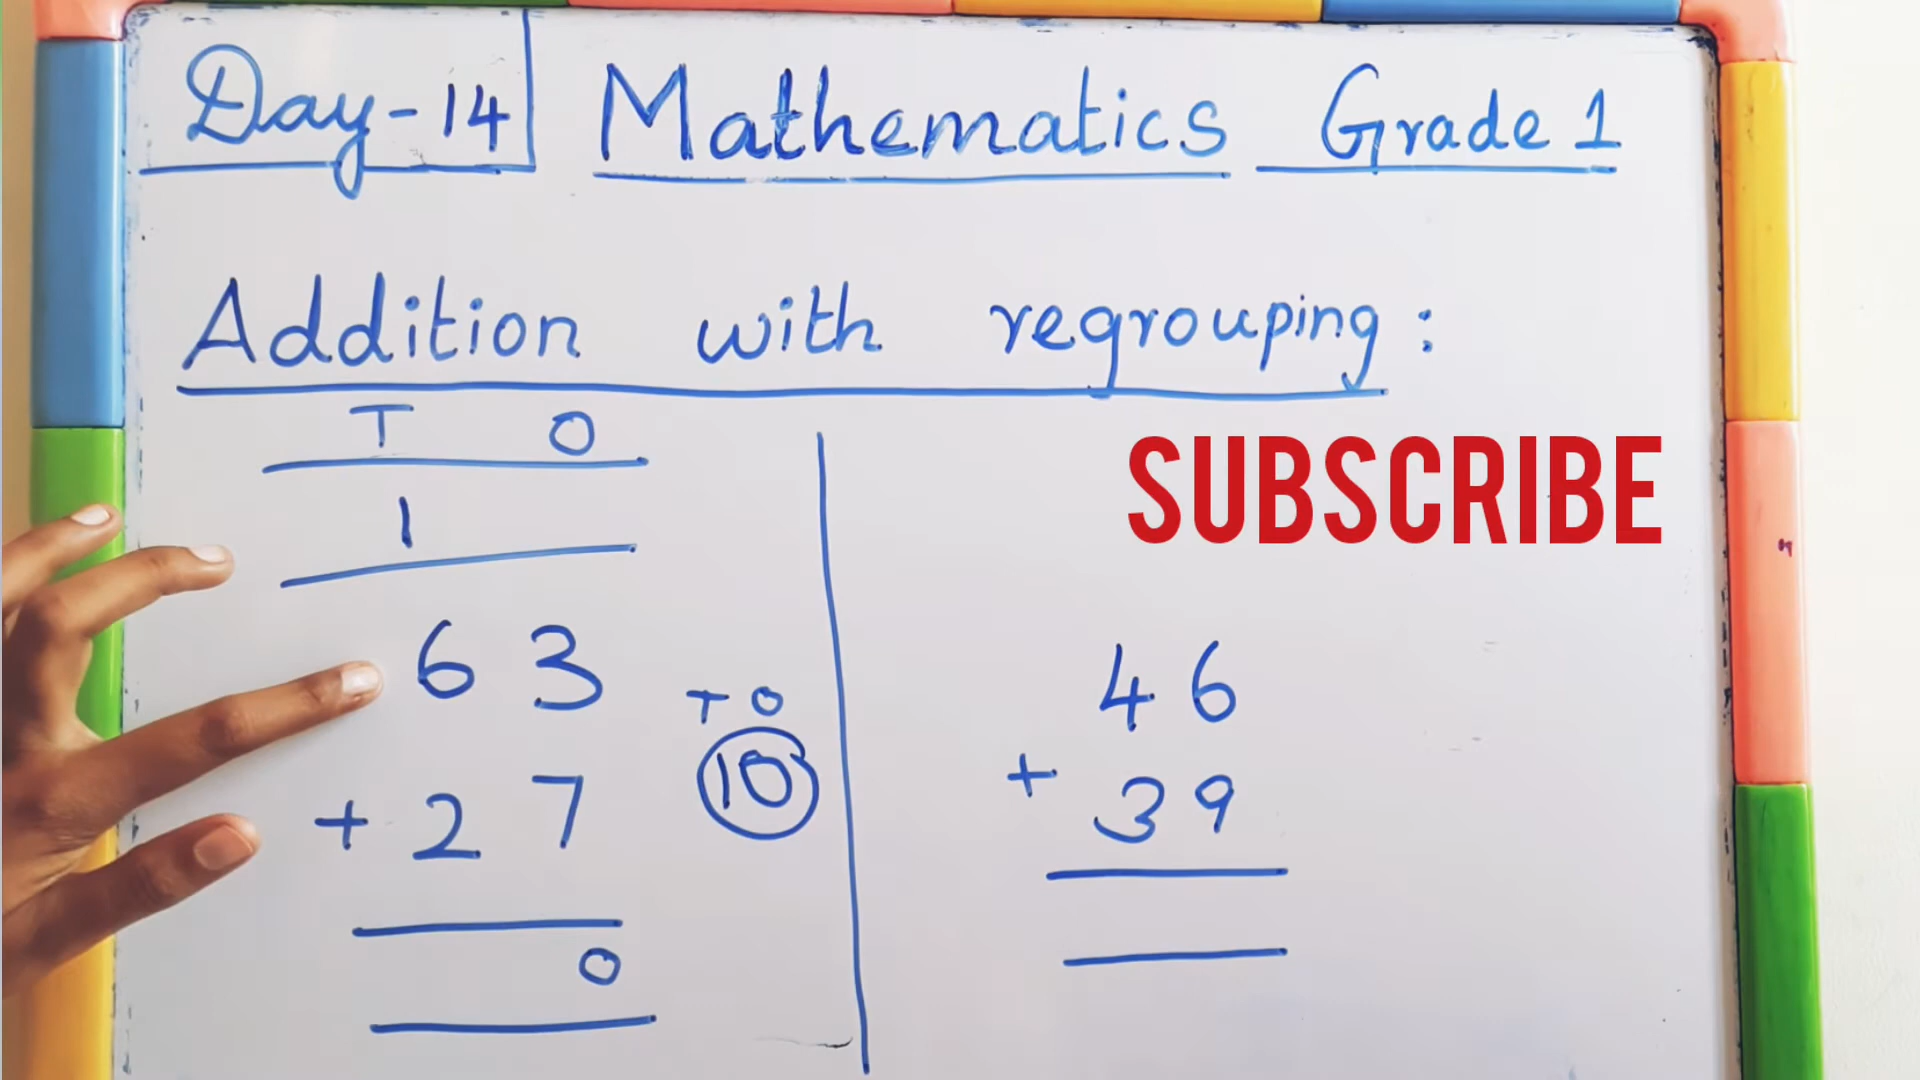 Day-14 Mathematics Grade 1
Addition with regrouping:
T O
1
63
+ 27
0
T O
10
SUBSCRIBE
46
+ 39